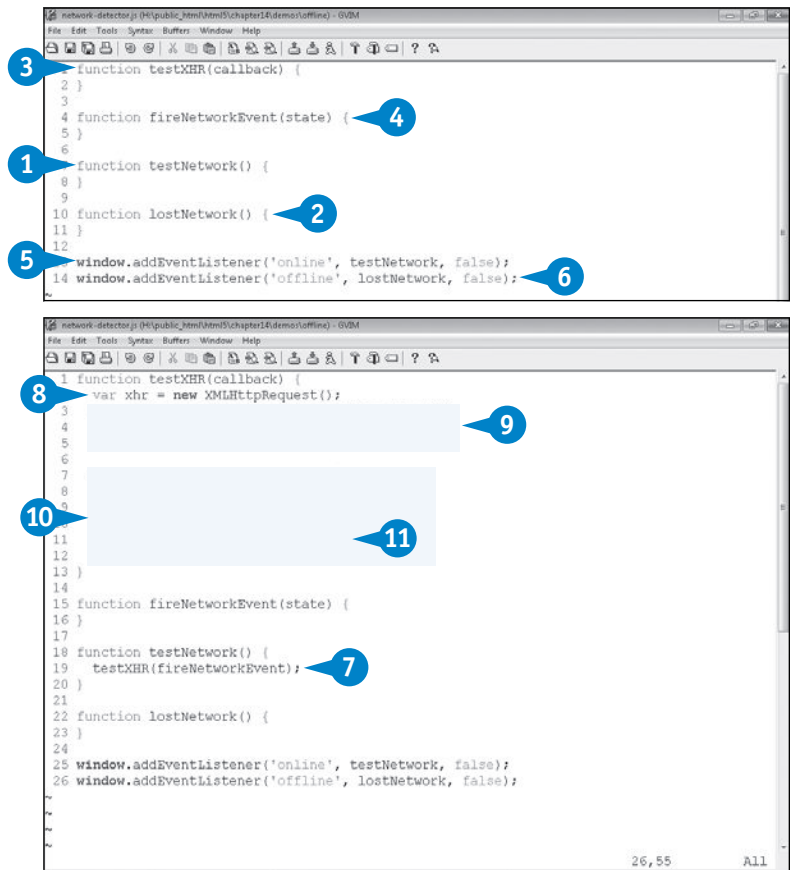 network-detector.js (H:\public_html\html5\chapter14\demos\offline) - GVIM
File Edit Tools Syntax Buffers Window Help
3 function testXHR(callback) {
2 }
3
4 function fireNetworkEvent(state) { 4
5 }
6
1 function testNetwork() {
8 }
9
10 function lostNetwork() { 2
11 }
12
5 window.addEventListener('online', testNetwork, false);
14 window.addEventListener('offline', lostNetwork, false); 6
~
network-detector.js (H:\public_html\html5\chapter14\demos\offline) - GVIM
File Edit Tools Syntax Buffers Window Help
1 function testXHR(callback) {
8 var xhr = new XMLHttpRequest();
3
4 9
5
6
7
8
9
10
11 11
12
13 }
14
15 function fireNetworkEvent(state) {
16 }
17
18 function testNetwork() {
19 testXHR(fireNetworkEvent); 7
20 }
21
22 function lostNetwork() {
23 }
24
25 window.addEventListener('online', testNetwork, false);
26 window.addEventListener('offline', lostNetwork, false);
~
~
~
~
26,55 All